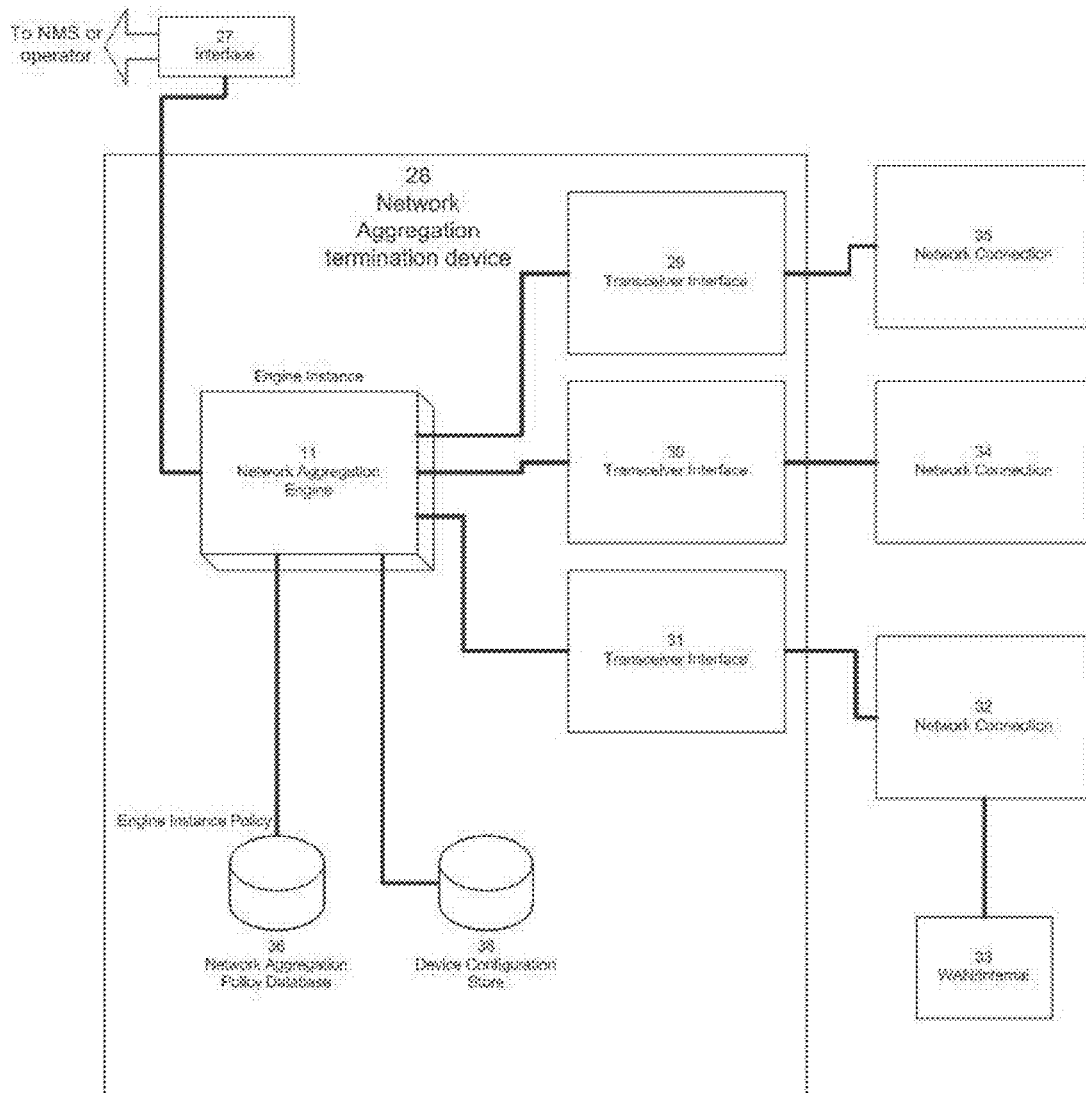 To NMS or
operator
27
Interface
28
Network
Aggregation
termination device
29
Transceiver Interface
35
Network Connection
Engine Instance
11
Network Aggregation
Engine
30
Transceiver Interface
34
Network Connection
31
Transceiver Interface
32
Network Connection
Engine Instance Policy
36
Network Aggregation
Policy Database
Device Configuration
Store
33